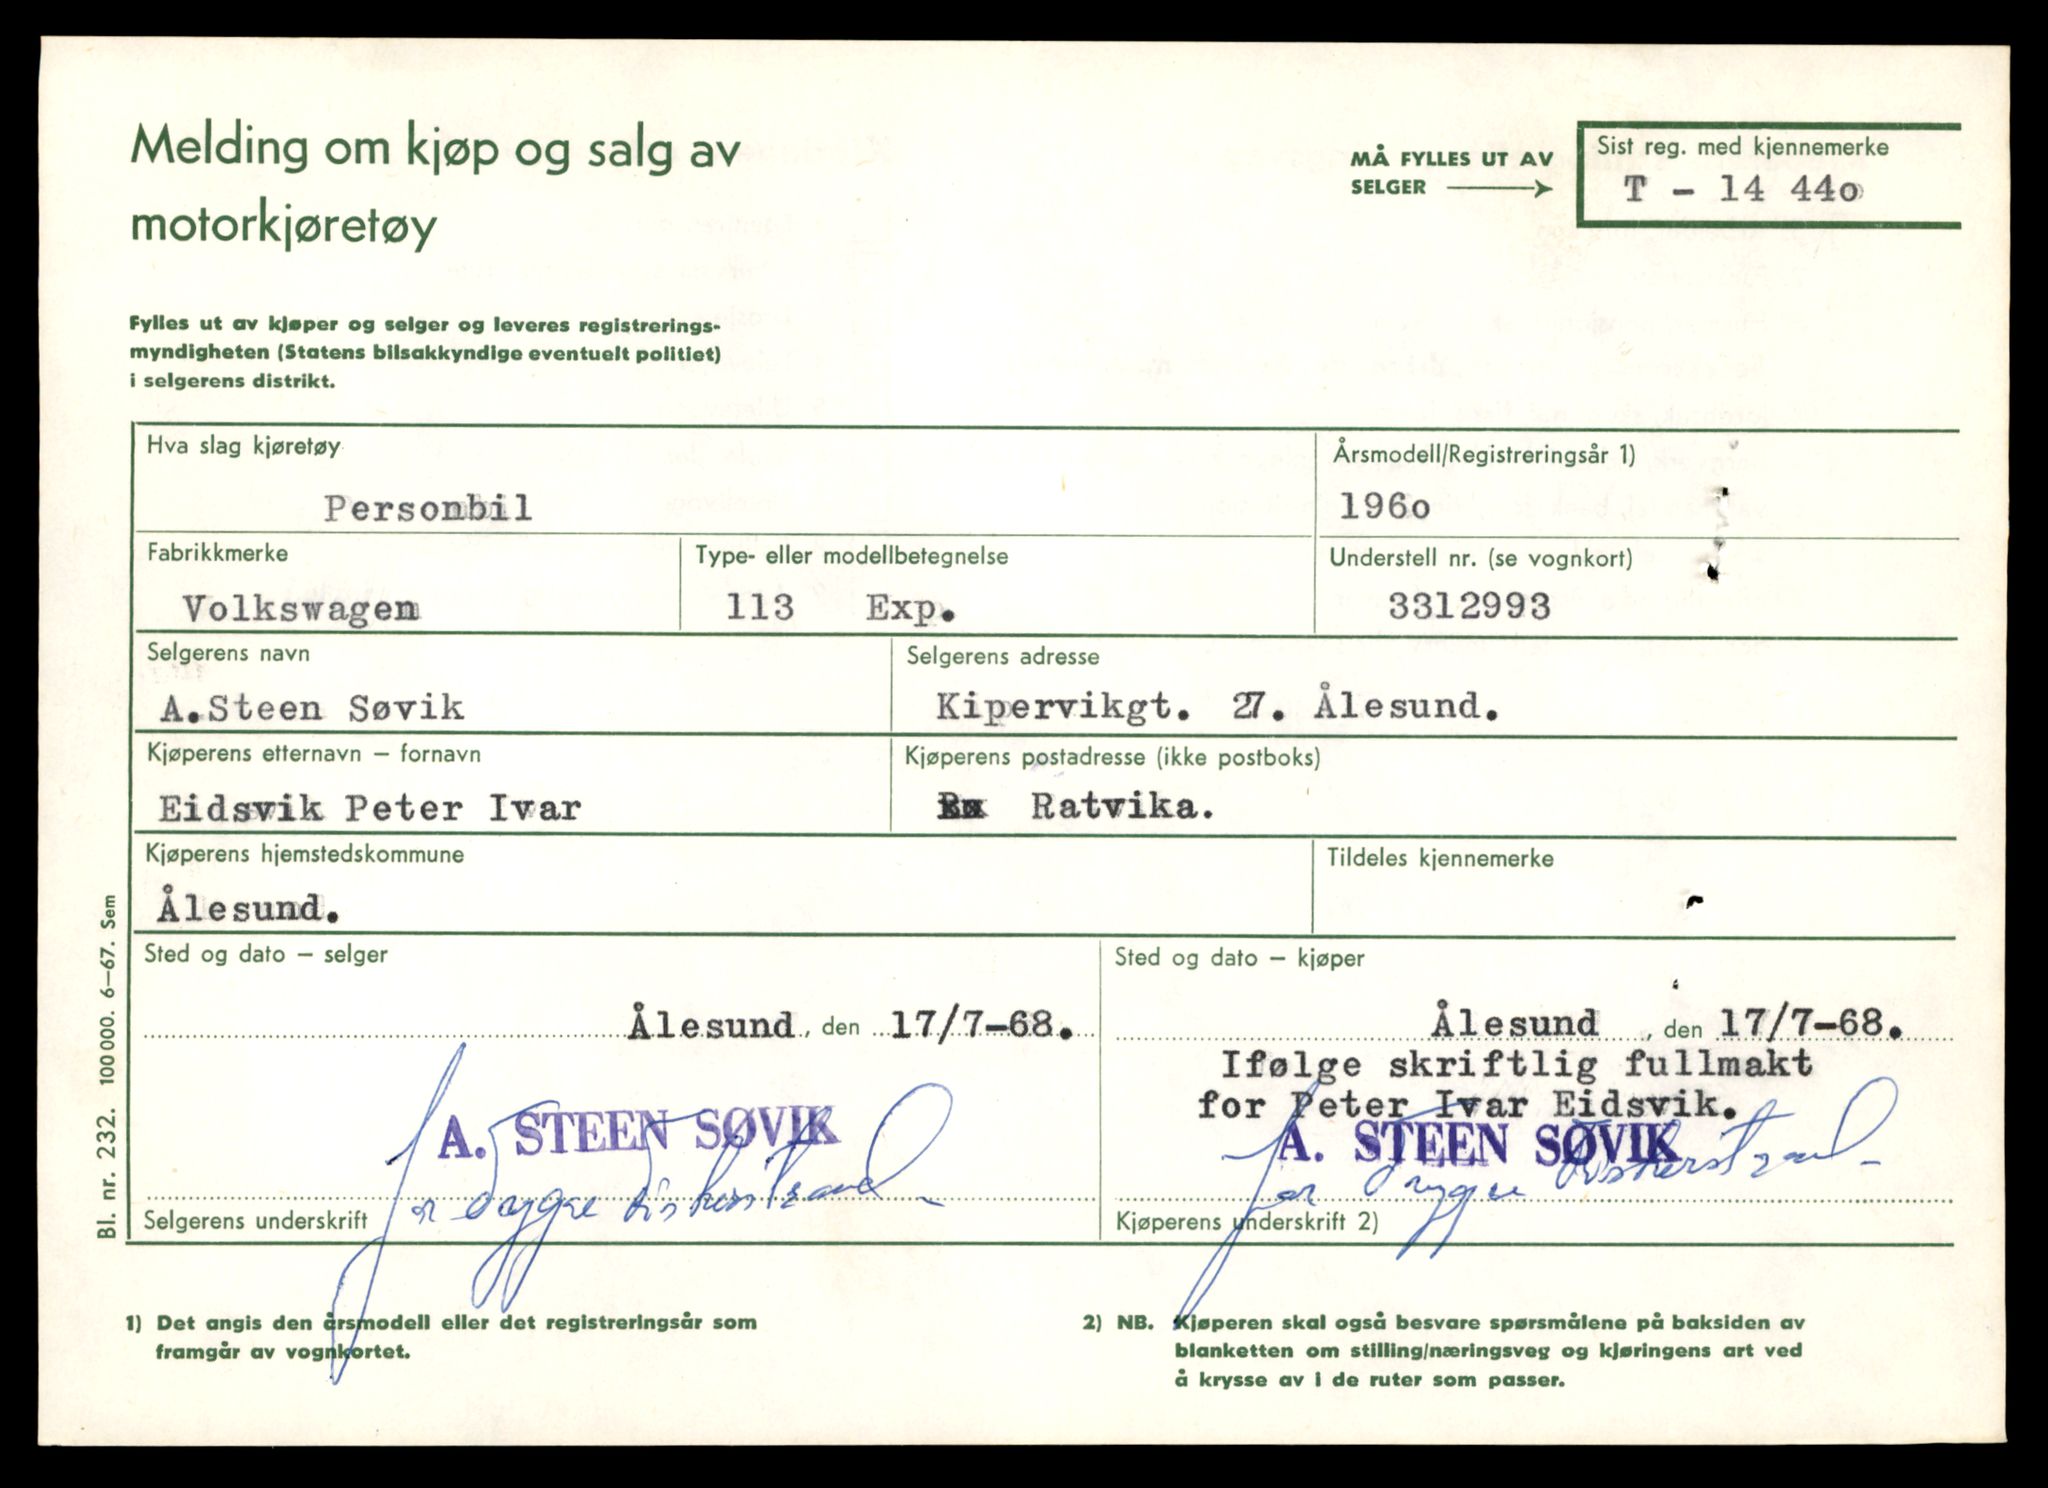 Melding om kjøp og salg av
motorkjøretøy
MÅ FYLLES UT AV
SELGER
Sist reg. med kjennemerke
T - 14 44o
Fylles ut av kjøper og selger og leveres registrerings-
myndigheten (Statens bilsakkyndige eventuelt politiet)
i selgerens distrikt.
Hva slag kjøretøy
Årsmodell/Registreringsår 1)
Personbil
196o
Fabrikkmerke
Type- eller modellbetegnelse
Understell nr. (se vognkort)
Volkswagen
113 Exp.
3312993
Selgerens navn
Selgerens adresse
A.Steen Søvik
Kipervikgt. 27. Ålesund.
Kjøperens etternavn – fornavn
Kjøperens postadresse (ikke postboks)
Eidsvik Peter Ivar
Ratvika.
Kjøperens hjemstedskommune
Tildeles kjennemerke
Ålesund.
Sted og dato – selger
Sted og dato – kjøper
Ålesund, den 17/7-68.
Ålesund, den 17/7-68.
Ifølge skriftlig fullmakt
for Peter Ivar Eidsvik.
A. STEEN SØVIK
A. STEEN SØVIK
for Trygve Fiskerstrand
for Trygve Fiskerstrand
Selgerens underskrift
Kjøperens underskrift 2)
Bl. nr. 232. 100000. 6–67. Sem
1) Det angis den årsmodell eller det registreringsår som
framgår av vognkortet.
2) NB. Kjøperen skal også besvare spørsmålene på baksiden av
blanketten om stilling/næringsveg og kjøringens art ved
å krysse av i de ruter som passer.